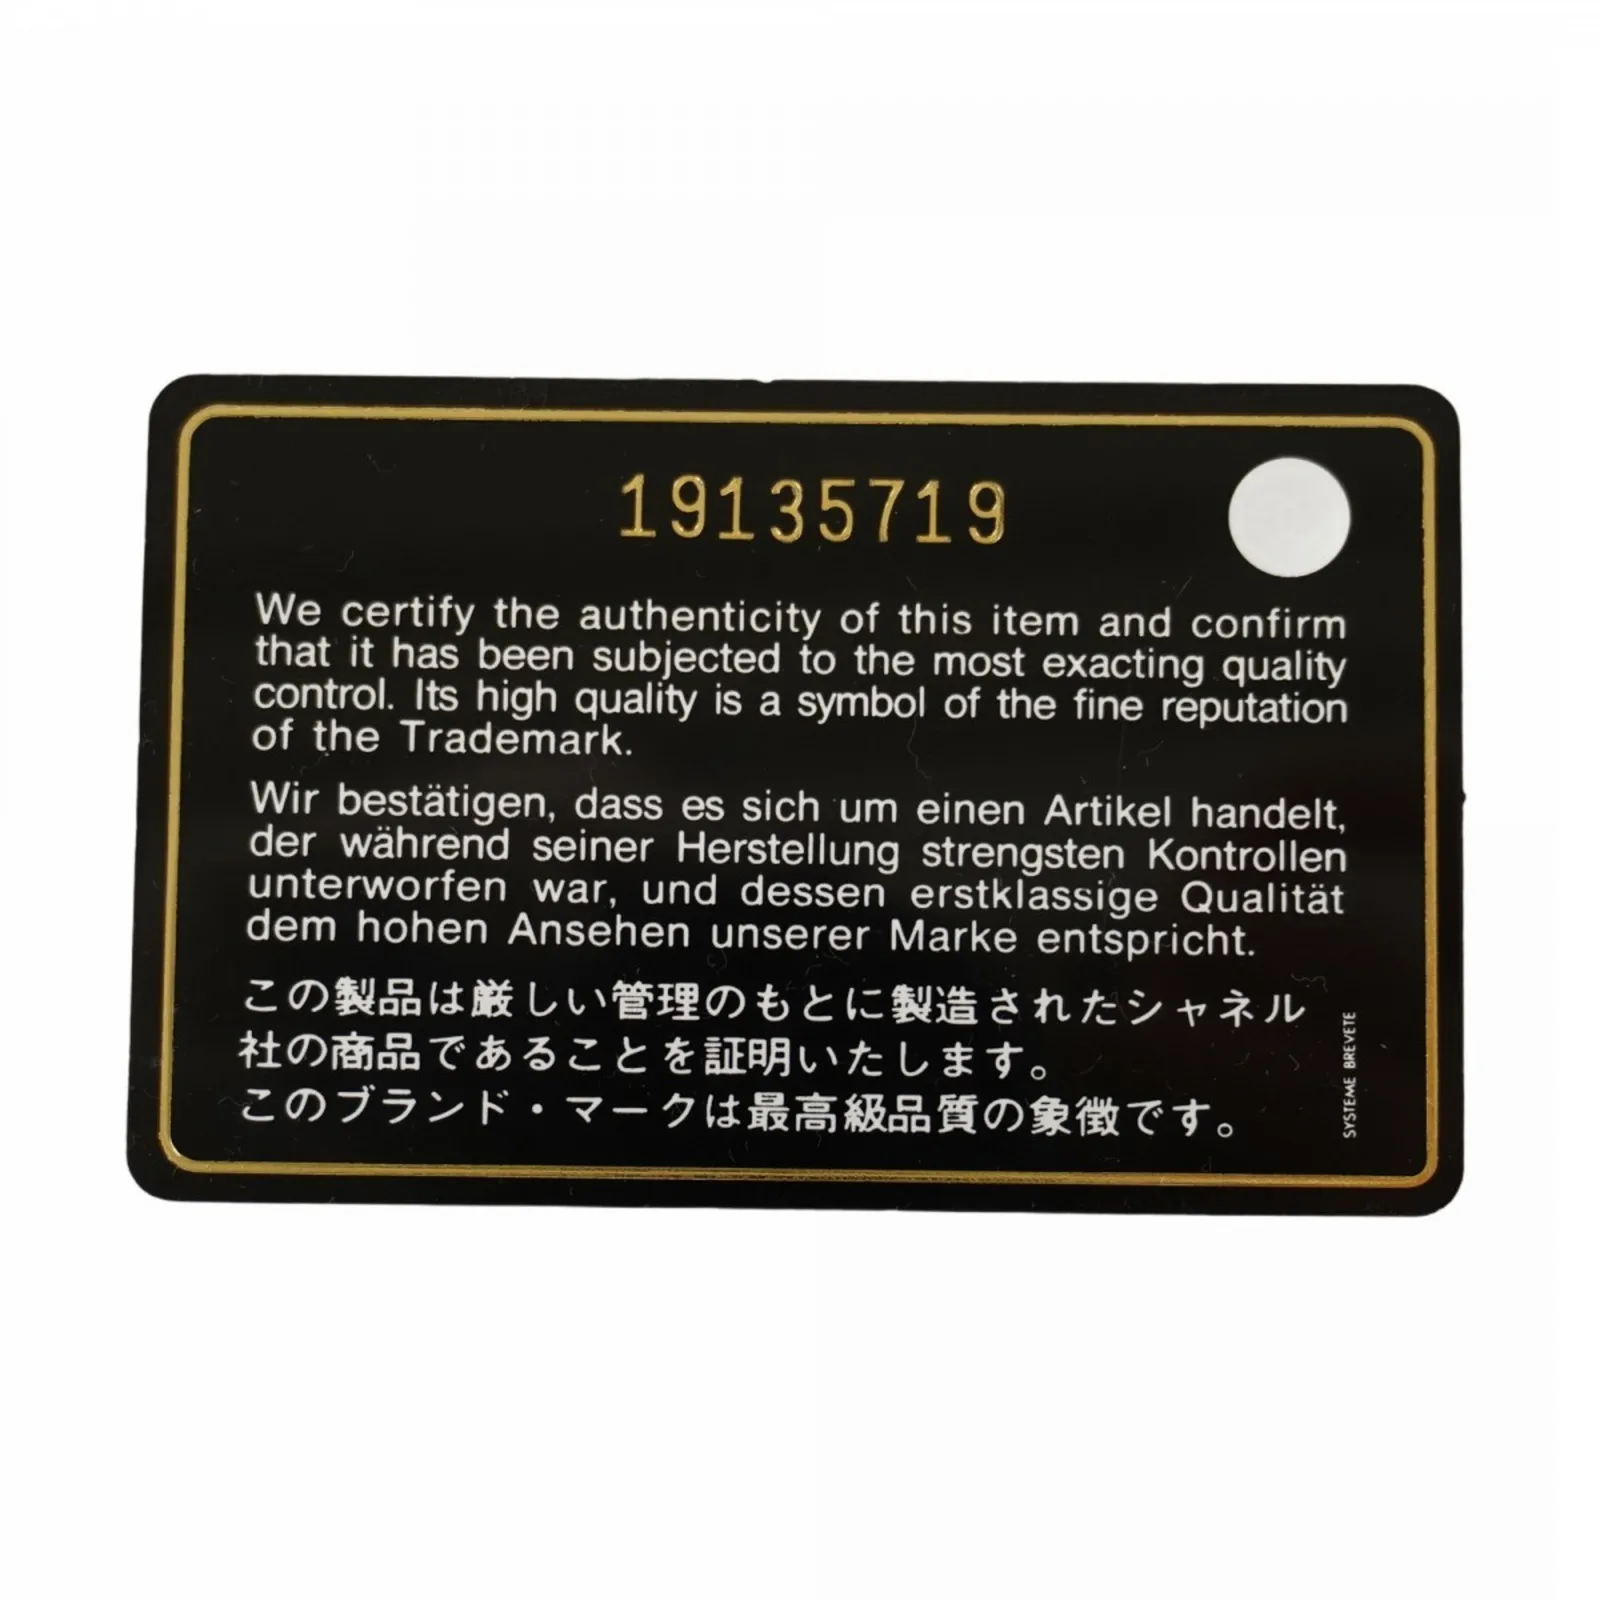 19135719
We certify the authenticity of this item and confirm
that it has been subjected to the most exacting quality
control. Its high quality is a symbol of the fine reputation
of the Trademark.
Wir bestätigen, dass es sich um einen Artikel handelt,
der während seiner Herstellung strengsten Kontrollen
unterworfen war, und dessen erstklassige Qualität
dem hohen Ansehen unserer Marke entspricht.
この製品は厳しい管理のもとに製造されたシャネル
社の商品であることを証明いたします。
このブランド・マークは最高級品質の象徴です。
SYSTEME BREVETE